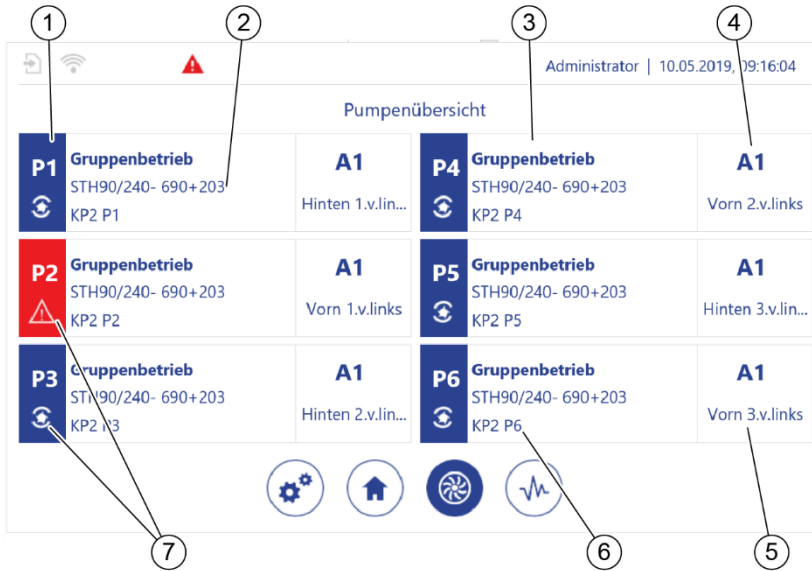 1
2
3
4
Administrator | 10.05.2019, 09:16:04
Pumpenübersicht
P1
Gruppenbetrieb
STH90/240- 690+203
KP2 P1
A1
Hinten 1.v.lin...
P4
Gruppenbetrieb
STH90/240- 690+203
KP2 P4
A1
Vorn 2.v.links
P2
Gruppenbetrieb
STH90/240- 690+203
KP2 P2
A1
Vorn 1.v.links
P5
Gruppenbetrieb
STH90/240- 690+203
KP2 P5
A1
Hinten 3.v.lin...
P3
Gruppenbetrieb
STH90/240- 690+203
KP2 P3
A1
Hinten 2.v.lin...
P6
Gruppenbetrieb
STH90/240- 690+203
KP2 P6
A1
Vorn 3.v.links
7
6
5